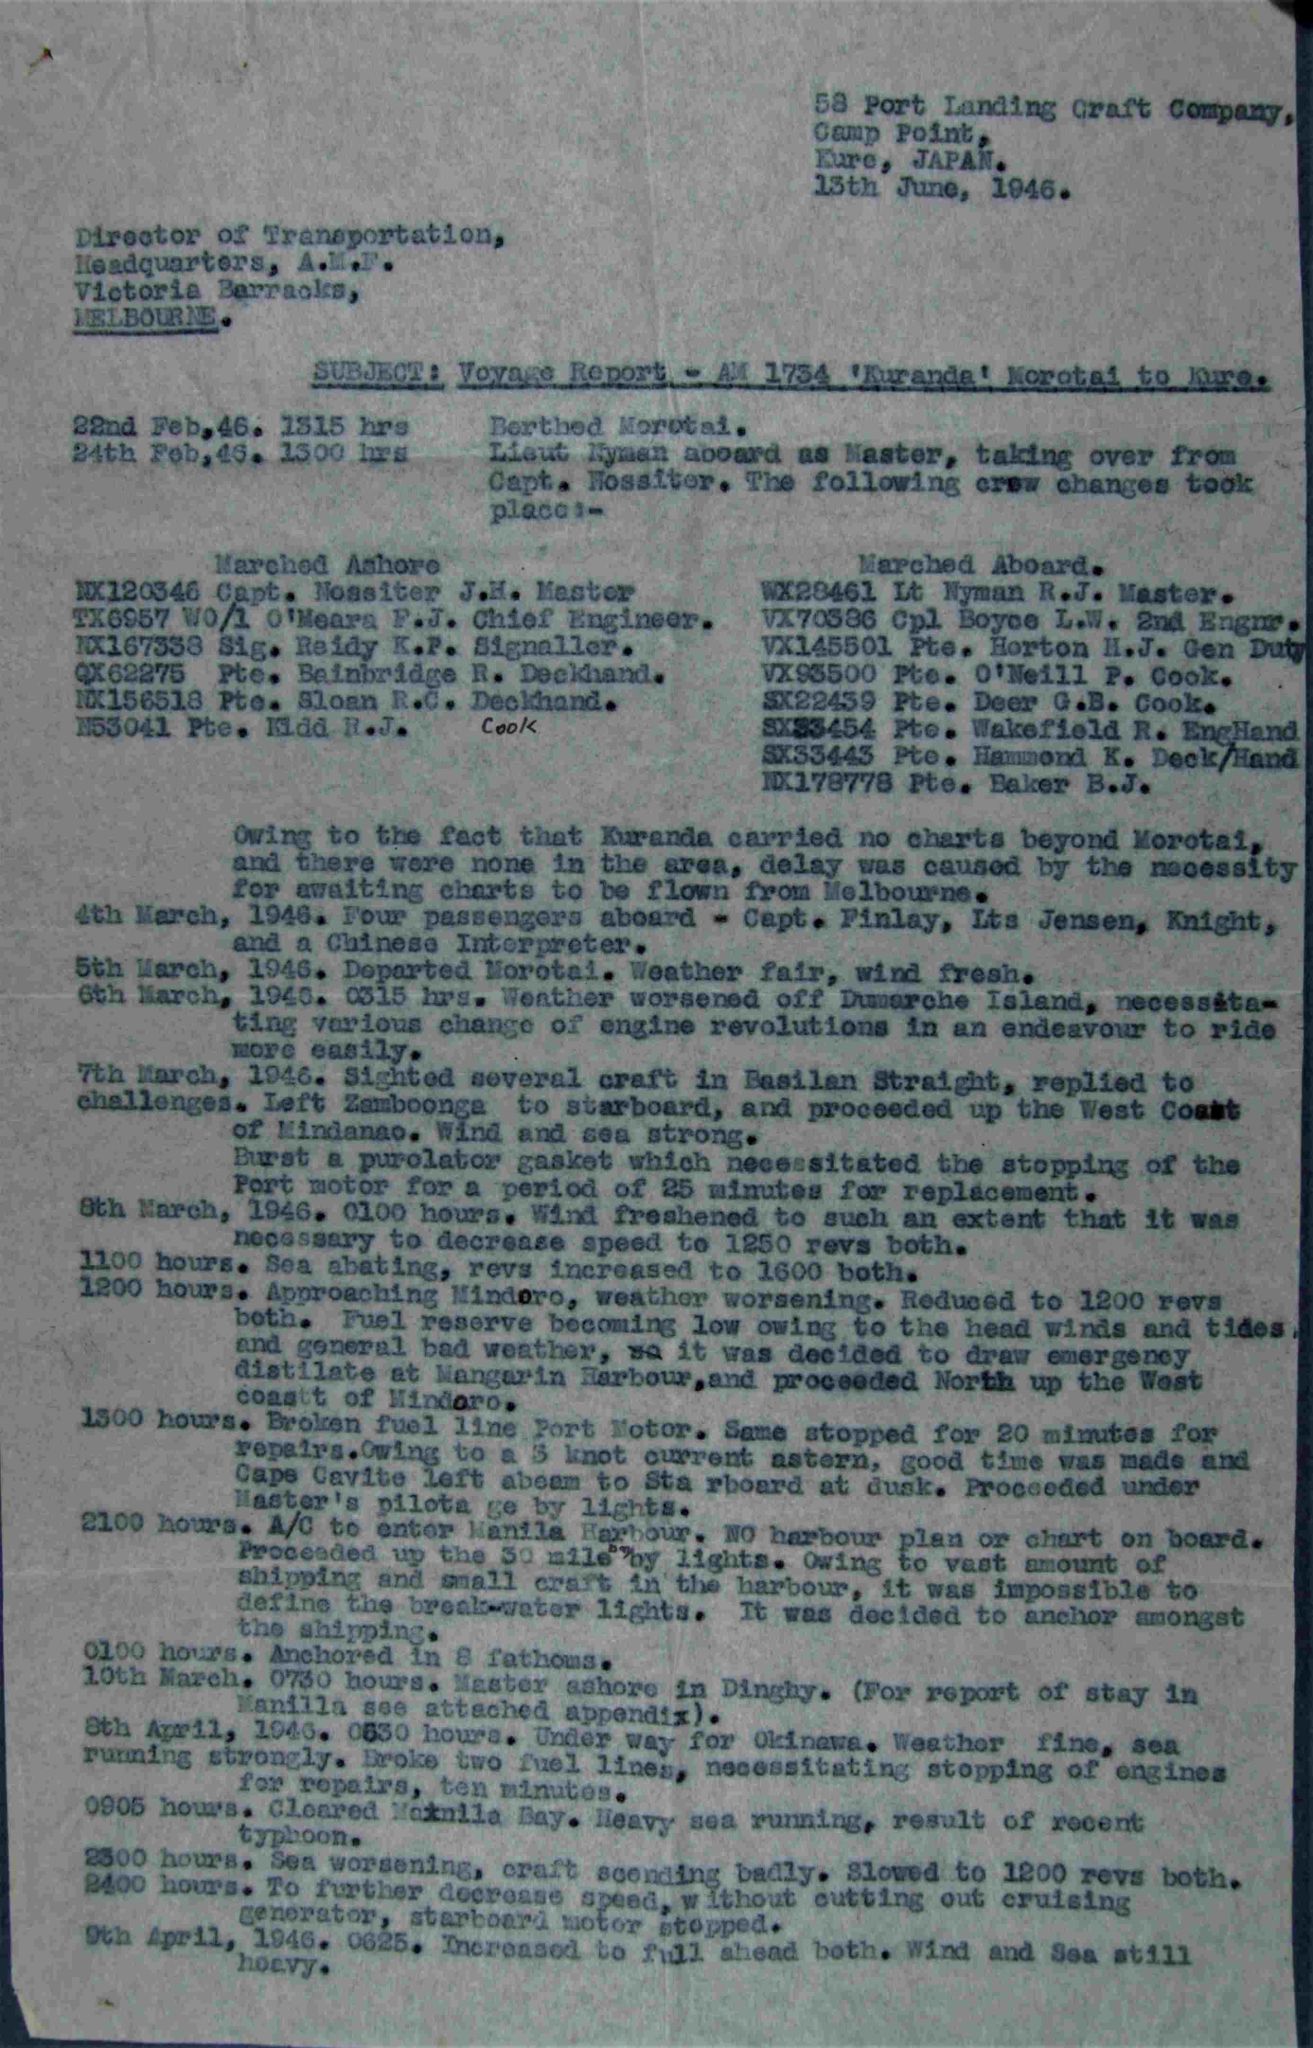 58 Port Landing Craft Company,
Camp Point,
Kure, JAPAN.
13th June, 1946.
Director of Transportation,
Headquarters, A.M.F.
Victoria Barracks,
MELBOURNE.
SUBJECT: Voyage Report - AM 1734 'Kuranda' Morotai to Kure.
22nd Feb,46. 1315 hrs Berthed Morotai.
24th Feb,46. 1300 hrs Lieut Nyman aboard as Master, taking over from
Capt. Nossiter. The following crew changes took
place:-
Marched Ashore
NX120346 Capt. Nossiter J.H. Master
TX6957 WO/1 O'Meara F.J. Chief Engineer.
NX167338 Sig. Reidy K.P. Signaller.
QX62275 Pte. Bainbridge R. Deckhand.
NX156518 Pte. Sloan R.C. Deckhand.
N53041 Pte. Kidd R.J. Cook
Marched Aboard.
WX28461 Lt Nyman R.J. Master.
VX70386 Cpl Boyce L.W. 2nd Engnr.
VX145501 Pte. Horton H.J. Gen Duty
VX93500 Pte. O'Neill P. Cook.
SX22439 Pte. Deer G.B. Cook.
SX33454 Pte. Wakefield R. EngHand
SX33443 Pte. Hammond K. Deck/Hand
NX178778 Pte. Baker B.J.
Owing to the fact that Kuranda carried no charts beyond Morotai,
and there were none in the area, delay was caused by the necessity
for awaiting charts to be flown from Melbourne.
4th March, 1946. Four passengers aboard - Capt. Finlay, Lts Jensen, Knight,
and a Chinese Interpreter.
5th March, 1946. Departed Morotai. Weather fair, wind fresh.
6th March, 1946. 0315 hrs. Weather worsened off Dumarche Island, necessita-
ting various change of engine revolutions in an endeavour to ride
more easily.
7th March, 1946. Sighted several craft in Basilan Straight, replied to
challenges. Left Zamboonga to starboard, and proceeded up the West Coast
of Mindanao. Wind and sea strong.
Burst a purolator gasket which necessitated the stopping of the
Port motor for a period of 25 minutes for replacement.
8th March, 1946. 0100 hours. Wind freshened to such an extent that it was
necessary to decrease speed to 1250 revs both.
1100 hours. Sea abating, revs increased to 1600 both.
1200 hours. Approaching Mindoro, weather worsening. Reduced to 1200 revs
both. Fuel reserve becoming low owing to the head winds and tides,
and general bad weather, so it was decided to draw emergency
distilate at Mangarin Harbour,and proceeded North up the West
coastt of Mindoro.
1300 hours. Broken fuel line Port Motor. Same stopped for 20 minutes for
repairs.Owing to a 3 knot current astern, good time was made and
Cape Cavite left abeam to Sta rboard at dusk. Proceeded under
Master's pilota ge by lights.
2100 hours. A/C to enter Manila Harbour. NO harbour plan or chart on board.
Proceeded up the 30 mile bay by lights. Owing to vast amount of
shipping and small craft in the harbour, it was impossible to
define the break-water lights. It was decided to anchor amongst
the shipping.
0100 hours. Anchored in 8 fathoms.
10th March. 0730 hours. Master ashore in Dinghy. (For report of stay in
Manilla see attached appendix).
8th April, 1946. 0630 hours. Under way for Okinawa. Weather fine, sea
running strongly. Broke two fuel lines, necessitating stopping of engines
for repairs, ten minutes.
0905 hours. Cleared Mainila Bay. Heavy sea running, result of recent
typhoon.
2300 hours. Sea worsening, craft scending badly. Slowed to 1200 revs both.
2400 hours. To further decrease speed, without cutting out cruising
generator, starboard motor stopped.
9th April, 1946. 0625. Increased to full ahead both. Wind and Sea still
heavy.